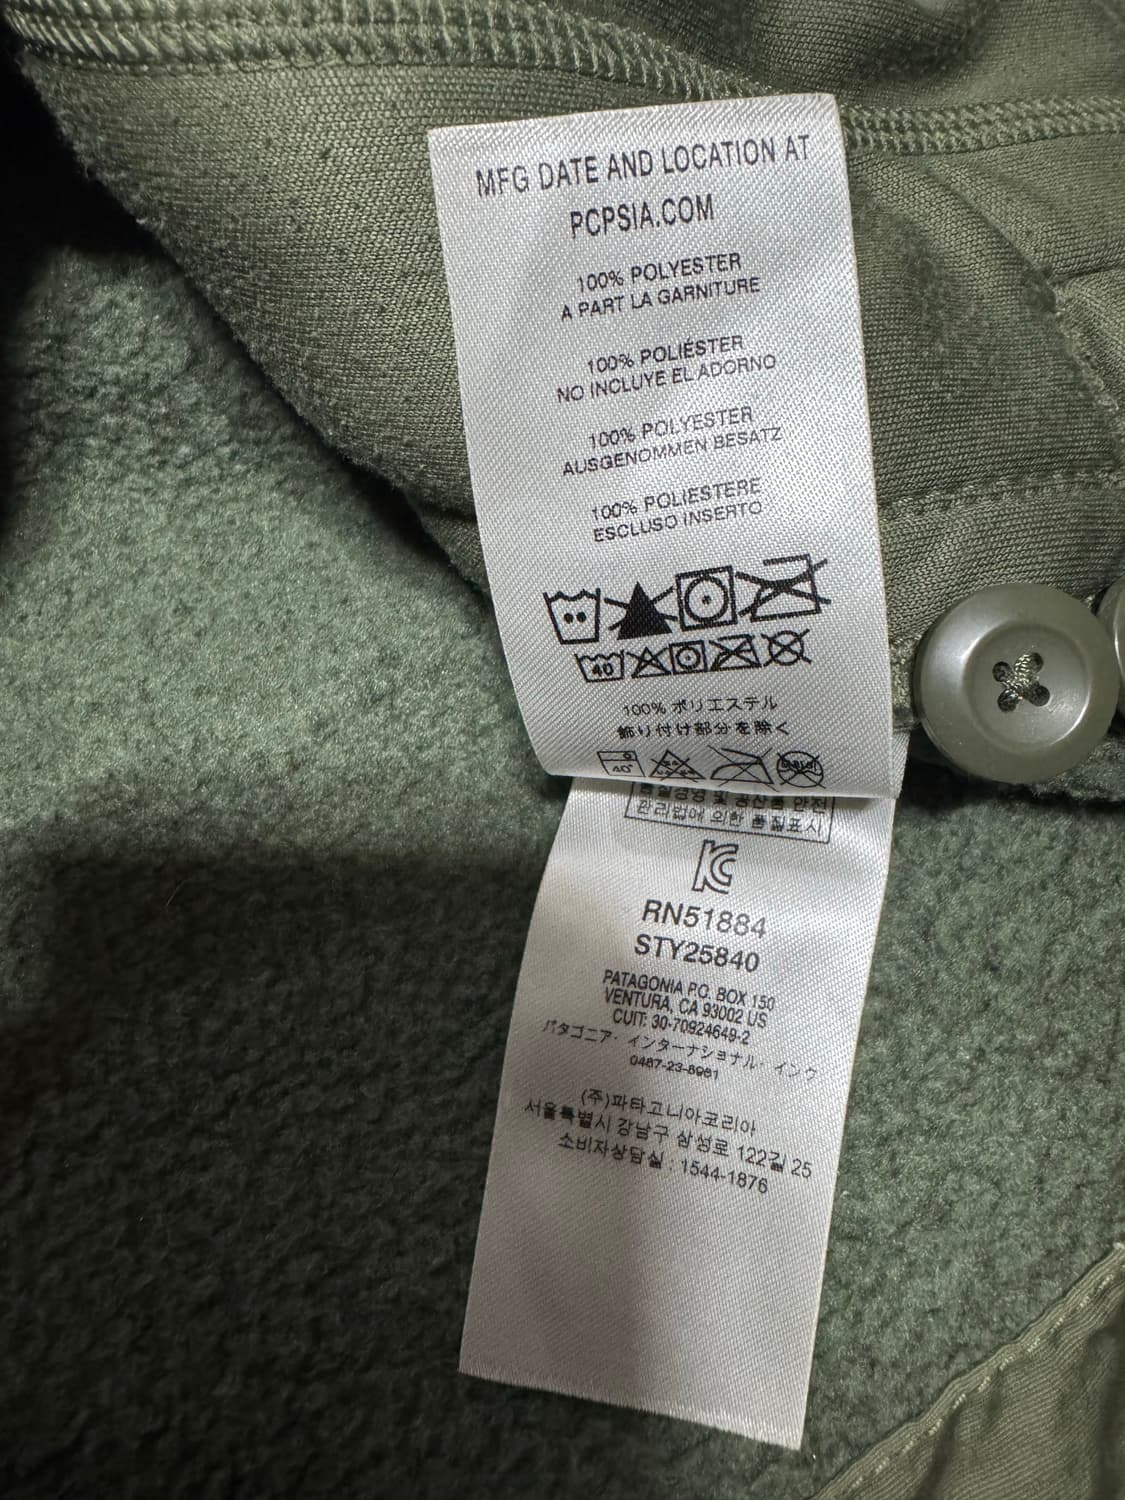 MFG DATE AND LOCATION AT
PCPSIA.COM
100% POLYESTER
A PART LA GARNITURE
100% POLIÉSTER
NO INCLUYE EL ADORNO
100% POLYESTER
AUSGENOMMEN BESATZ
100% POLIESTERE
ESCLUSO INSERTO
40
100% ポリエステル
飾り付け部分を除く
40°
품질경영 및 공산품 안전
관리법에 의한 품질표시
RN51884
STY25840
PATAGONIA P.O. BOX 150
VENTURA, CA 93002 US
CUIT: 30-70924649-2
パタゴニア・インターナショナル・インク
0467-23-8961
(주)파타고니아코리아
서울특별시 강남구 삼성로 122길 25
소비자상담실 : 1544-1876